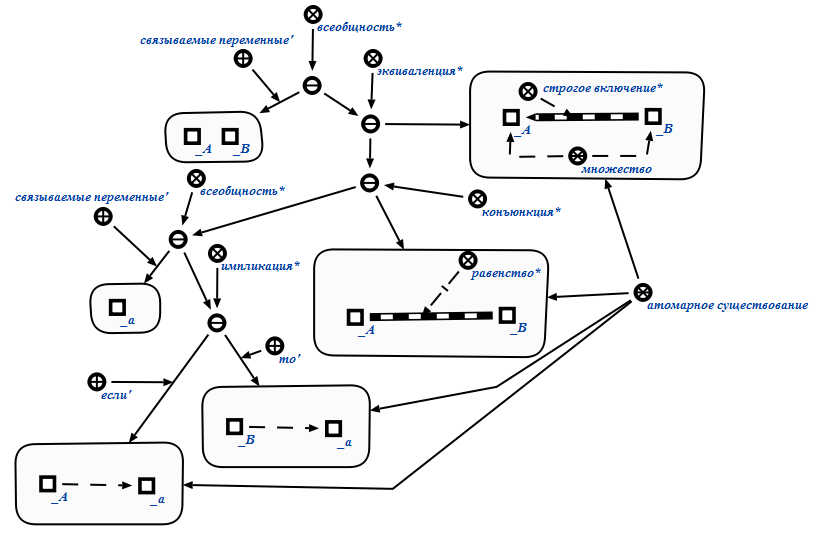 всеобщность*
связываемые переменные'
эквиваленция*
строгое включение*
_A
_B
множество
_A
_B
всеобщность*
связываемые переменные'
конъюнкция*
импликация*
равенство*
_A
_B
_a
атомарное существование
то'
если'
_B
_a
_A
_a